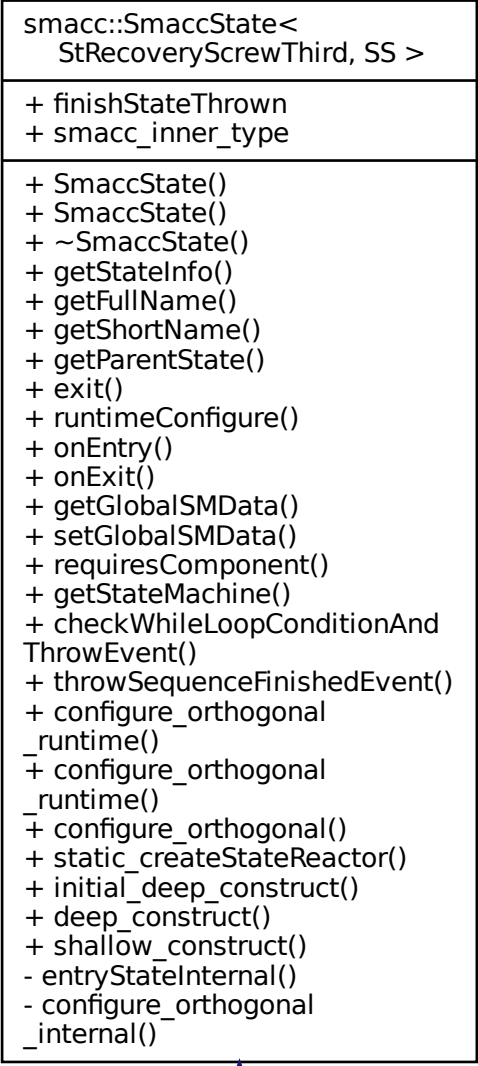 smacc::SmaccState<
StRecoveryScrewThird, SS >
+ finishStateThrown
+ smacc_inner_type
+ SmaccState()
+ SmaccState()
+ ~SmaccState()
+ getStateInfo()
+ getFullName()
+ getShortName()
+ getParentState()
+ exit()
+ runtimeConfigure()
+ onEntry()
+ onExit()
+ getGlobalSMData()
+ setGlobalSMData()
+ requiresComponent()
+ getStateMachine()
+ checkWhileLoopConditionAnd
ThrowEvent()
+ throwSequenceFinishedEvent()
+ configure_orthogonal
_runtime()
+ configure_orthogonal
_runtime()
+ configure_orthogonal()
+ static_createStateReactor()
+ initial_deep_construct()
+ deep_construct()
+ shallow_construct()
- entryStateInternal()
- configure_orthogonal
_internal()